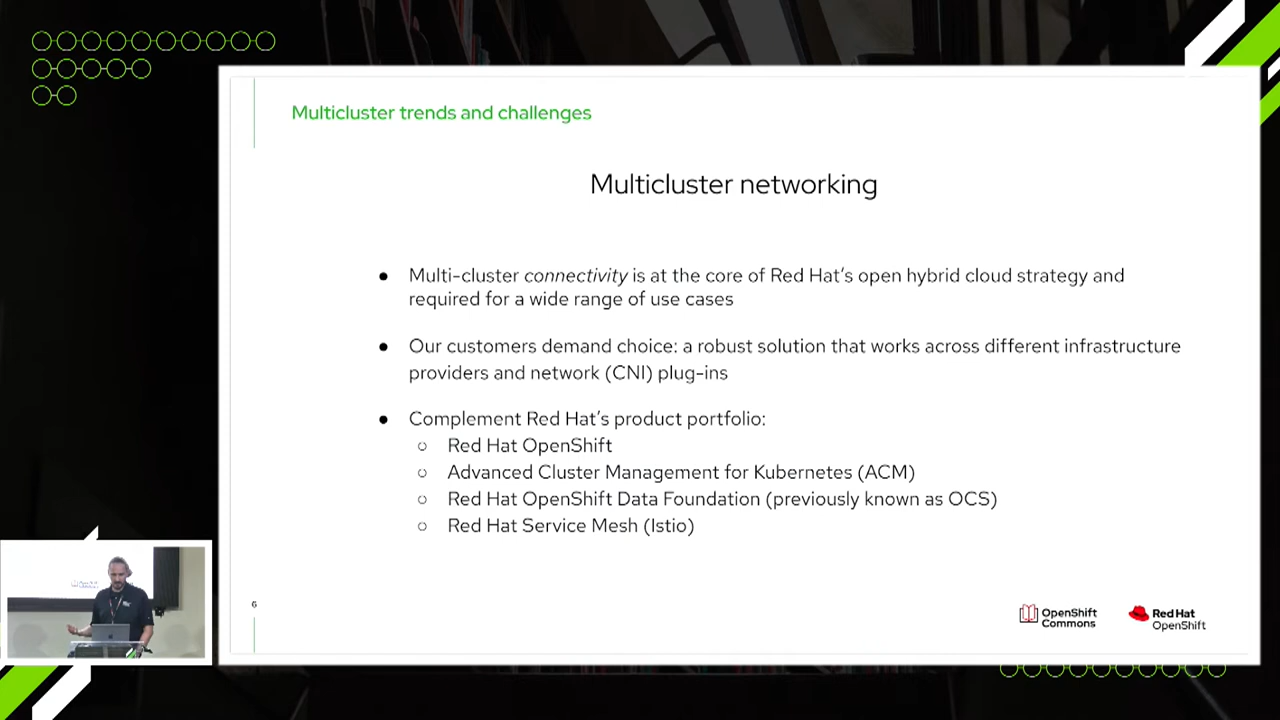 Multicluster trends and challenges
Multicluster networking
● Multi-cluster connectivity is at the core of Red Hat's open hybrid cloud strategy and
required for a wide range of use cases
● Our customers demand choice: a robust solution that works across different infrastructure
providers and network (CNI) plug-ins
● Complement Red Hat's product portfolio:
○ Red Hat OpenShift
○ Advanced Cluster Management for Kubernetes (ACM)
○ Red Hat OpenShift Data Foundation (previously known as OCS)
○ Red Hat Service Mesh (Istio)
6
OpenShift
Commons
Red Hat
OpenShift